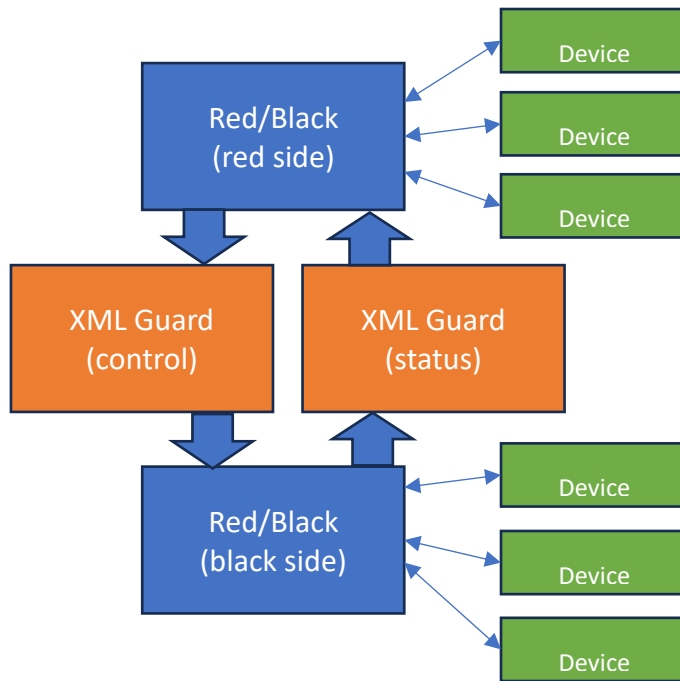 Device
Red/Black
(red side)
Device
Device
XML Guard
(control)
XML Guard
(status)
Device
Red/Black
(black side)
Device
Device